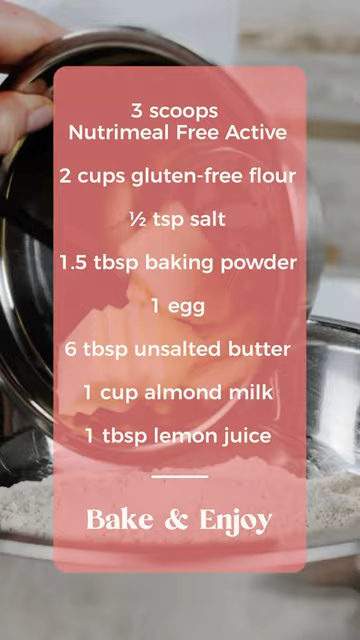 3 scoops
Nutrimeal Free Active
2 cups gluten-free flour
½ tsp salt
1.5 tbsp baking powder
1 egg
6 tbsp unsalted butter
1 cup almond milk
1 tbsp lemon juice
Bake & Enjoy